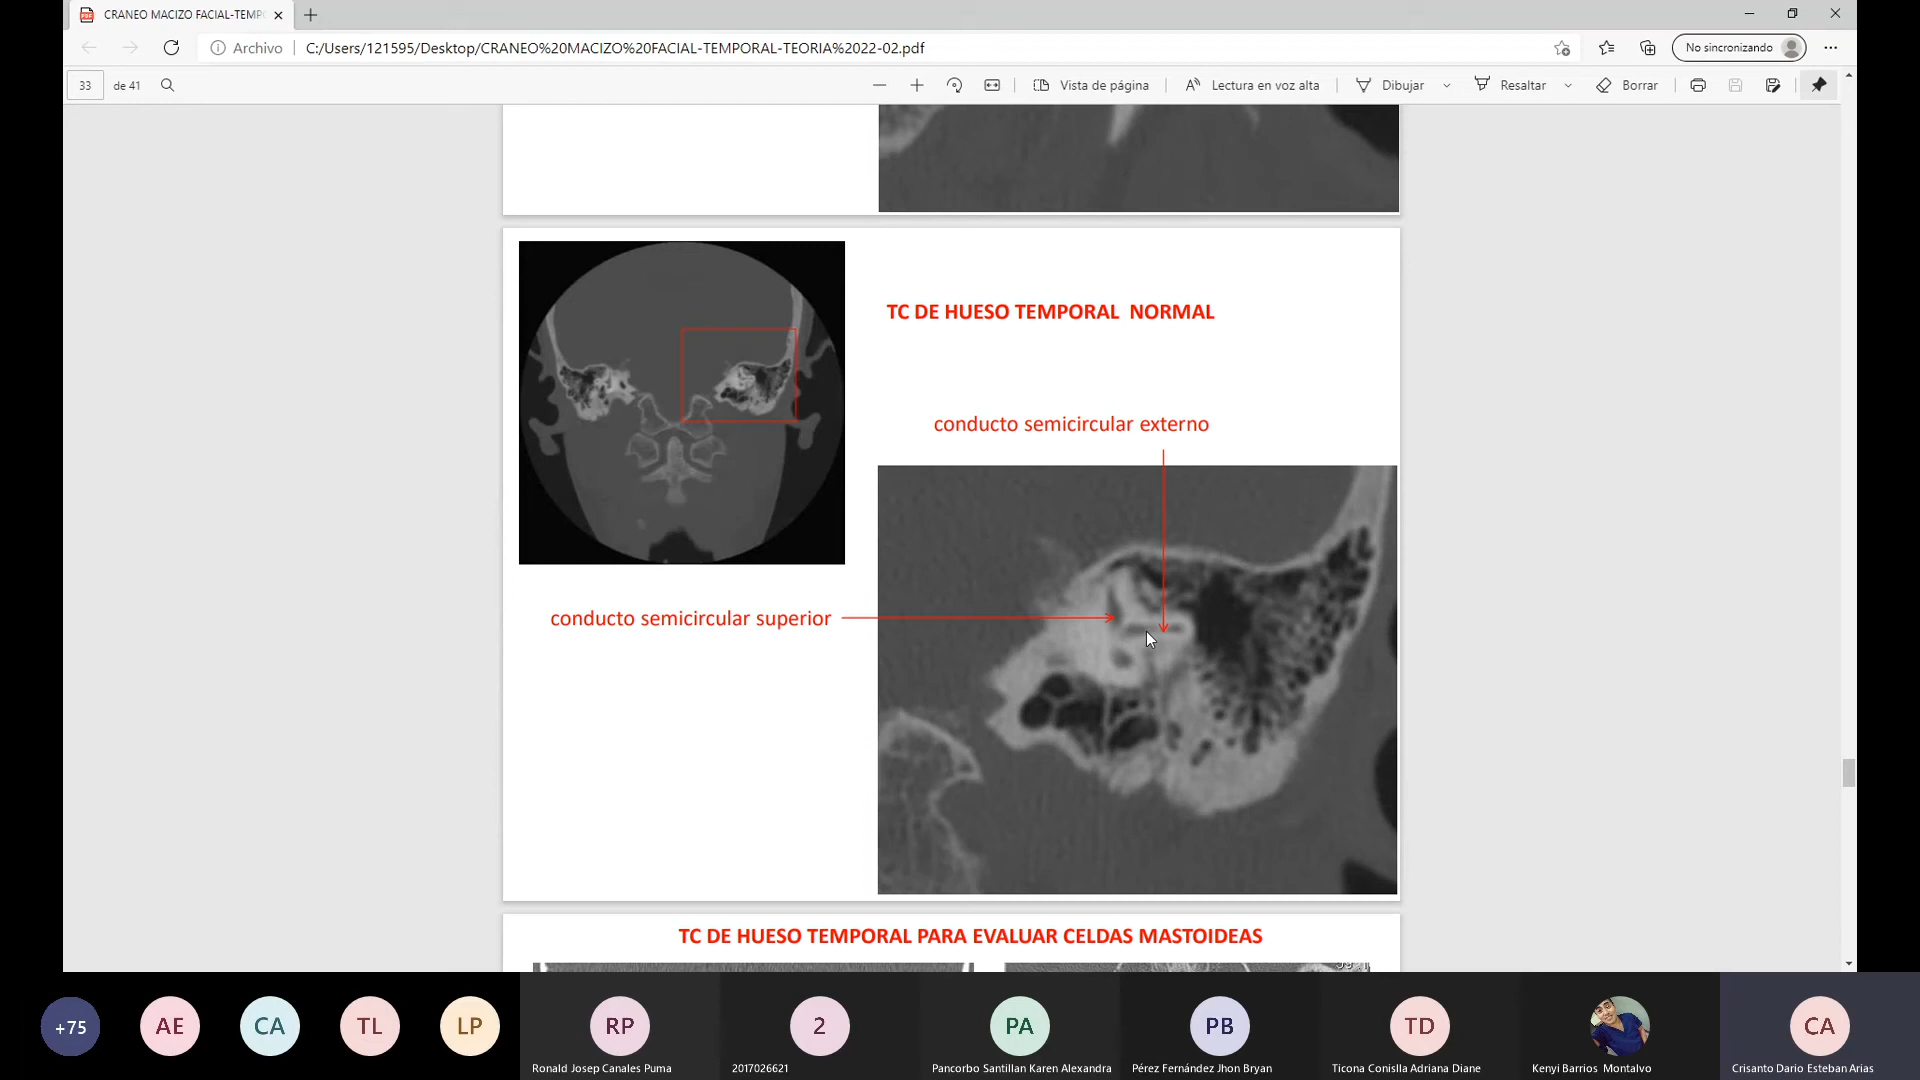 CRANEO MACIZO FACIAL-TEMPO
Archivo
C:/Users/121595/Desktop/CRANEO%20MACIZO%20FACIAL-TEMPORAL-TEORIA%2022-02.pdf
No sincronizando
33 de 41
Vista de página
Lectura en voz alta
Dibujar
Resaltar
Borrar
TC DE HUESO TEMPORAL NORMAL
conducto semicircular externo
conducto semicircular superior
TC DE HUESO TEMPORAL PARA EVALUAR CELDAS MASTOIDEAS
+75
AE
CA
TL
LP
RP
2
PA
PB
TD
CA
Ronald Josep Canales Puma
2017026621
Pancorbo Santillan Karen Alexandra
Pérez Fernández Jhon Bryan
Ticona Conislla Adriana Diane
Kenyi Barrios Montalvo
Crisanto Dario Esteban Arias